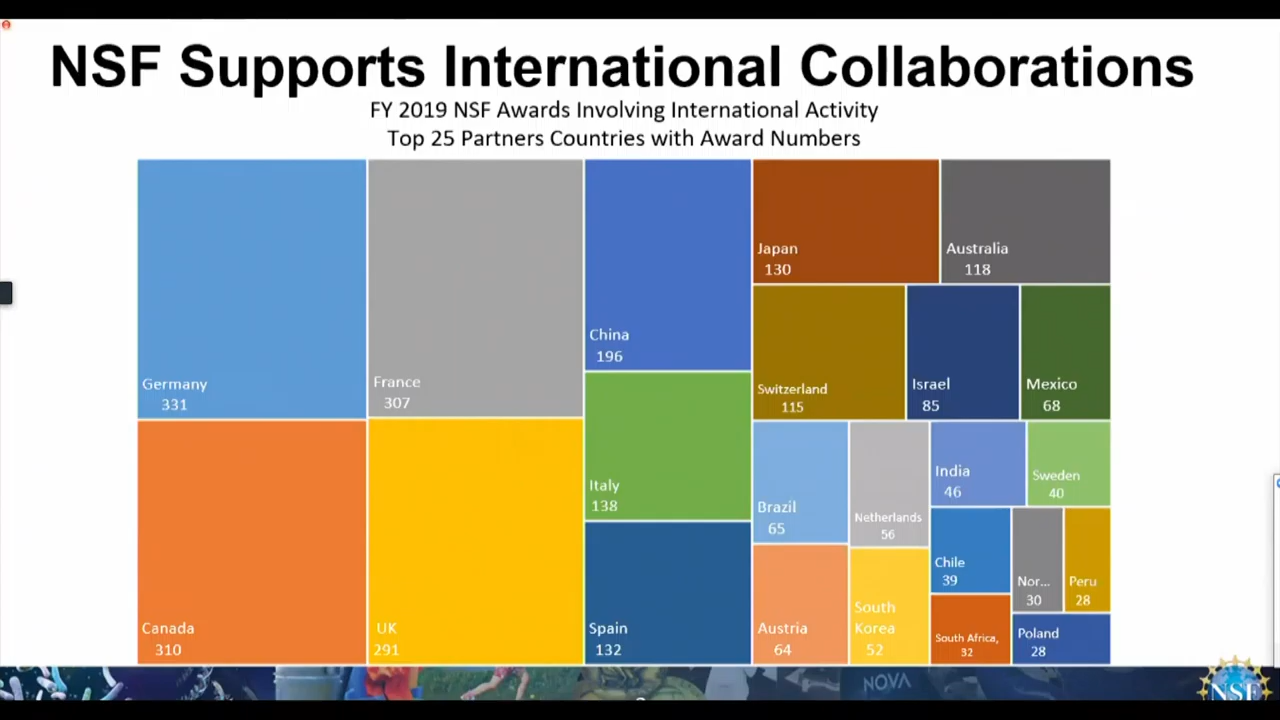 NSF Supports International Collaborations
FY 2019 NSF Awards Involving International Activity
Top 25 Partners Countries with Award Numbers
Germany
331
Canada
310
France
307
UK
291
China
196
Italy
138
Spain
132
Japan
130
Australia
118
Switzerland
115
Israel
85
Mexico
68
Brazil
65
Austria
64
Netherlands
56
South
Korea
52
India
46
Sweden
40
Chile
39
South Africa,
32
Nor...
30
Peru
28
Poland
28
NOVA
NSF